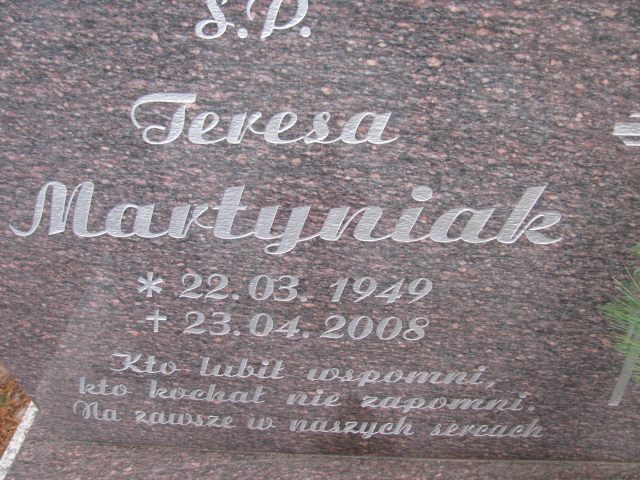 Ś.P.
Teresa
Martyniak
* 22.03.1949
+ 23.04.2008
Kto lubił wspomni,
kto kochał nie zapomni.
Na zawsze w naszych sercach